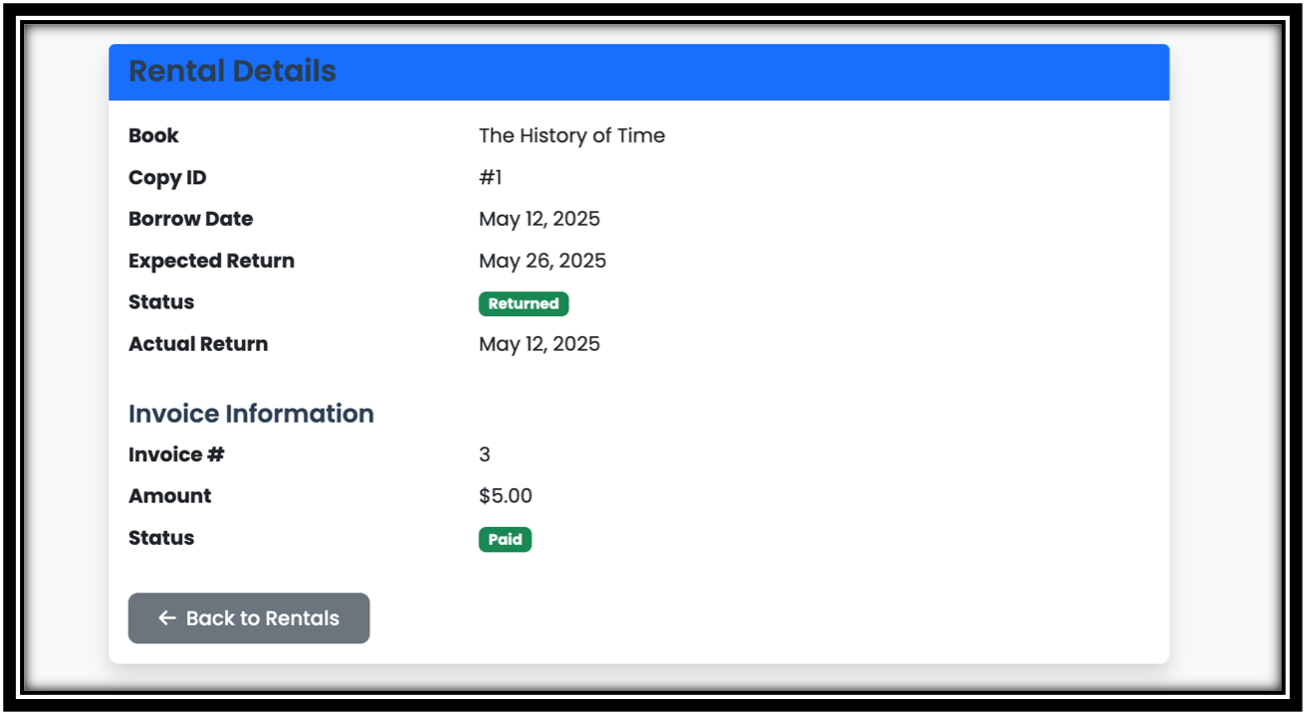 Rental Details
Book The History of Time
Copy ID #1
Borrow Date May 12, 2025
Expected Return May 26, 2025
Status Returned
Actual Return May 12, 2025
Invoice Information
Invoice # 3
Amount $5.00
Status Paid
← Back to Rentals